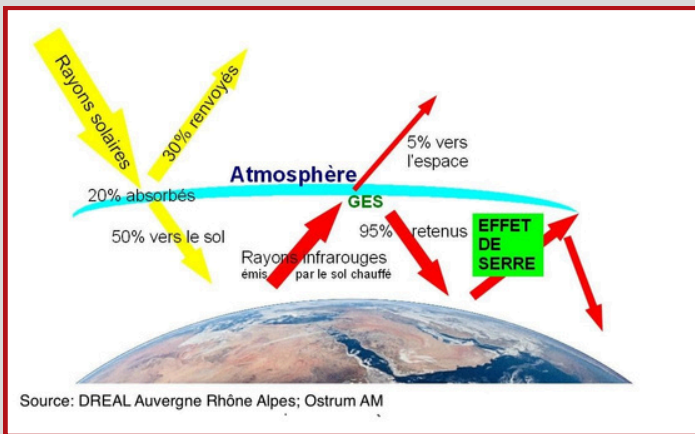 Rayons solaires
30% renvoyés
5% vers
l'espace
Atmosphère
20% absorbés
GES
50% vers le sol
95% retenus
EFFET
DE
SERRE
Rayons infrarouges
émis par le sol chauffé
Source: DREAL Auvergne Rhône Alpes; Ostrum AM